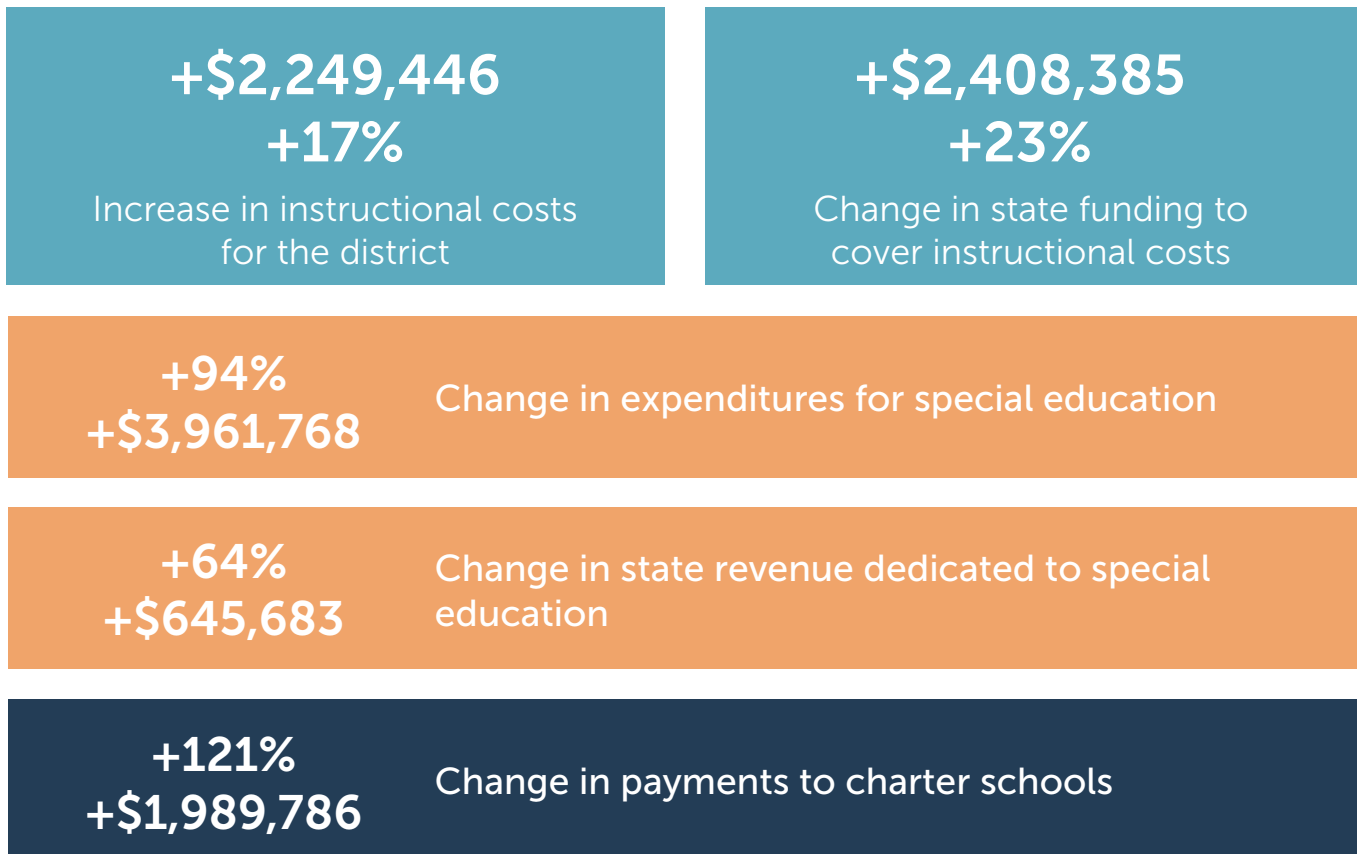 +$2,249,446
+17%
Increase in instructional costs
for the district
+$2,408,385
+23%
Change in state funding to
cover instructional costs
+94%
+$3,961,768
Change in expenditures for special education
+64%
+$645,683
Change in state revenue dedicated to special
education
+121%
+$1,989,786
Change in payments to charter schools